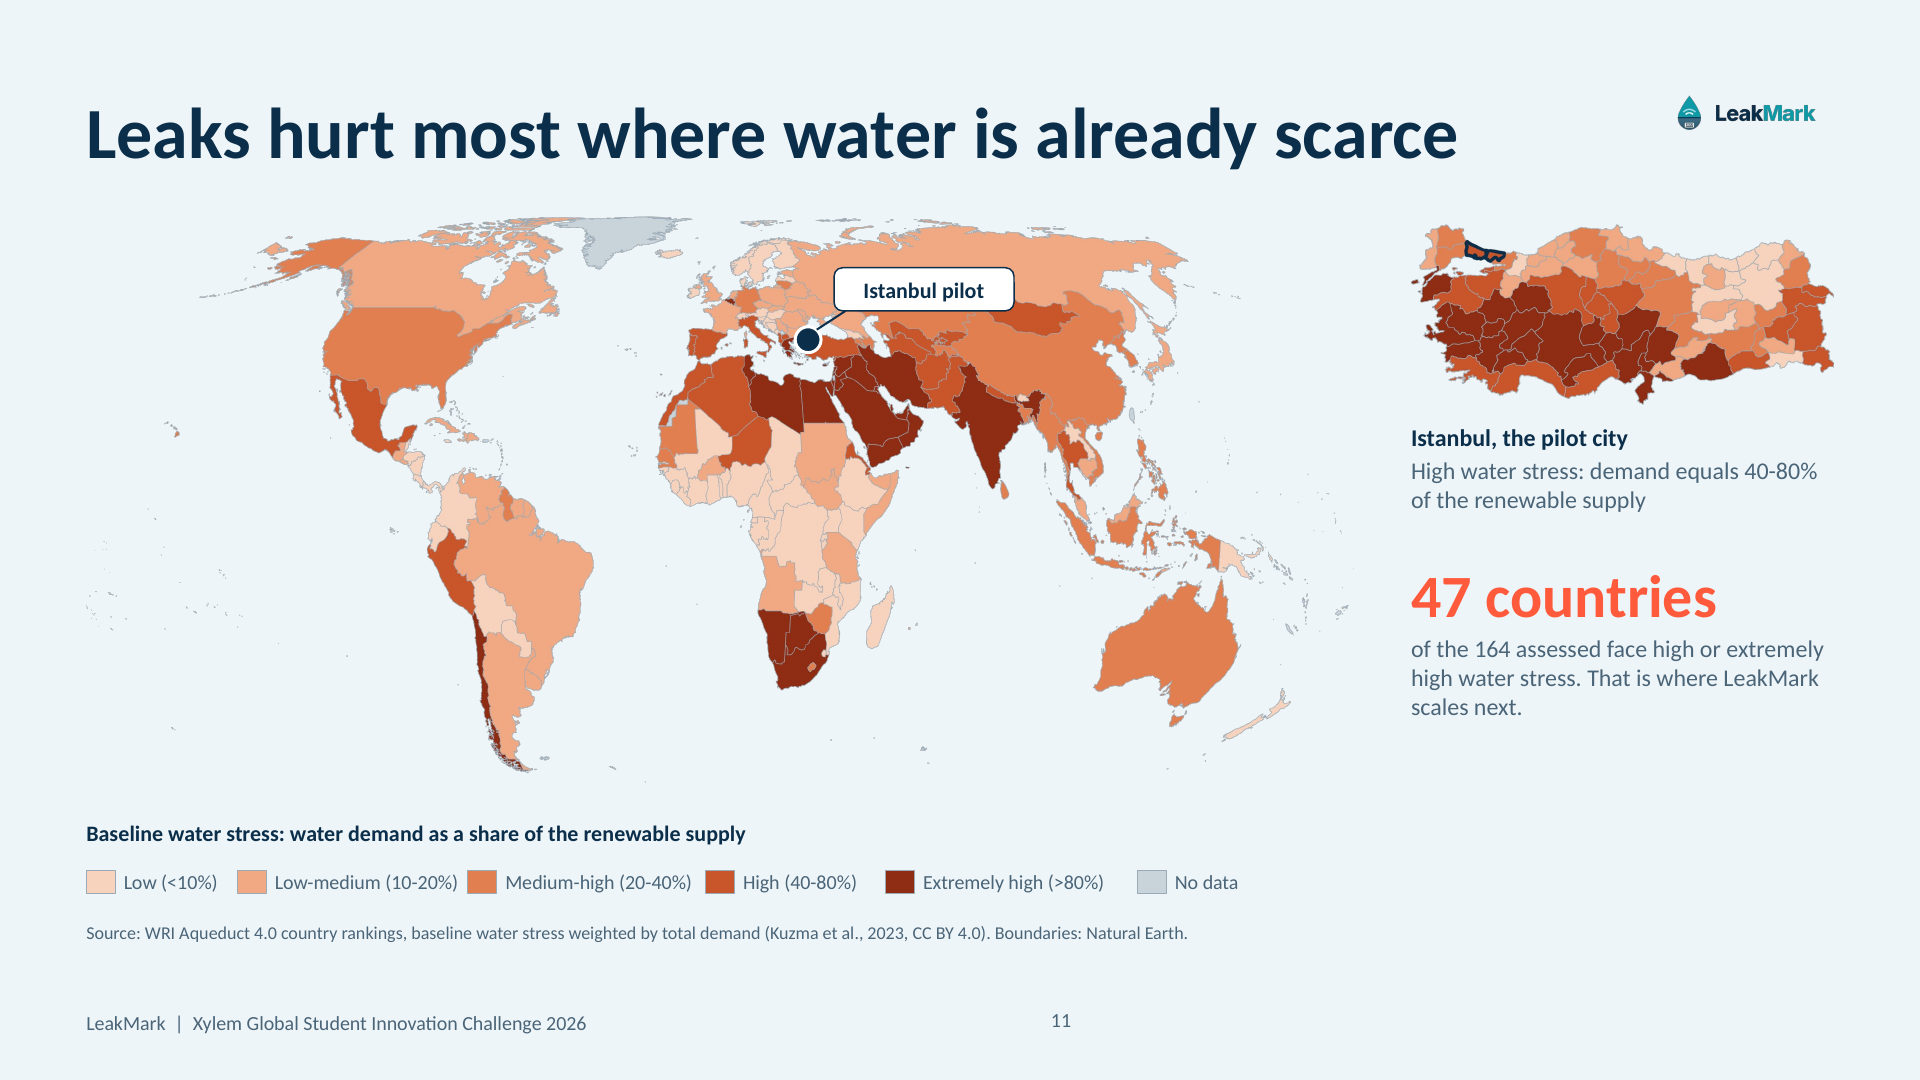 Leaks hurt most where water is already scarce
LeakMark
Istanbul pilot
Istanbul, the pilot city
High water stress: demand equals 40-80%
of the renewable supply
47 countries
of the 164 assessed face high or extremely
high water stress. That is where LeakMark
scales next.
Baseline water stress: water demand as a share of the renewable supply
Low (<10%)
Low-medium (10-20%)
Medium-high (20-40%)
High (40-80%)
Extremely high (>80%)
No data
Source: WRI Aqueduct 4.0 country rankings, baseline water stress weighted by total demand (Kuzma et al., 2023, CC BY 4.0). Boundaries: Natural Earth.
LeakMark | Xylem Global Student Innovation Challenge 2026
11